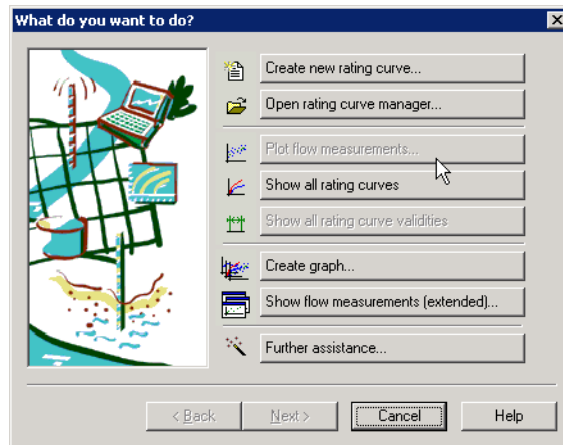 What do you want to do?
Create new rating curve...
Open rating curve manager...
Plot flow measurements...
Show all rating curves
Show all rating curve validities
Create graph...
Show flow measurements (extended)...
Further assistance...
< Back
Next >
Cancel
Help